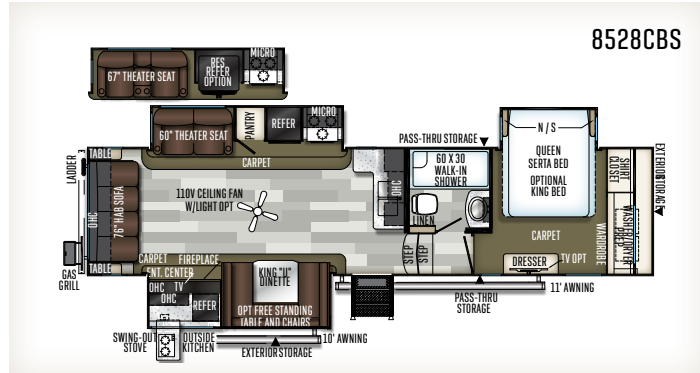 8528CBS
67" THEATER SEAT
RES
REFER
OPTION
MICRO
60" THEATER SEAT
PANTRY
REFER
MICRO
CARPET
PASS-THRU STORAGE
N / S
QUEEN
SERTA BED
OPTIONAL
KING BED
EXTERIOR
STORAGE
SHIRT
CLOSET
LADDER
TABLE
OHC
76" HAB SOFA
TABLE
110V CEILING FAN
W/LIGHT OPT
OHC
60 X 30
WALK-IN
SHOWER
LINEN
STEP
STEP
CARPET
WARDROBE
WASHER/DRYER
PREP
DRESSER
TV OPT
GAS
GRILL
CARPET
FIREPLACE
ENT. CENTER
OHC
TV
OHC
REFER
KING "U"
DINETTE
OPT FREE STANDING
TABLE AND CHAIRS
PASS-THRU
STORAGE
11' AWNING
SWING-OUT
STOVE
OUTSIDE
KITCHEN
10' AWNING
EXTERIOR STORAGE